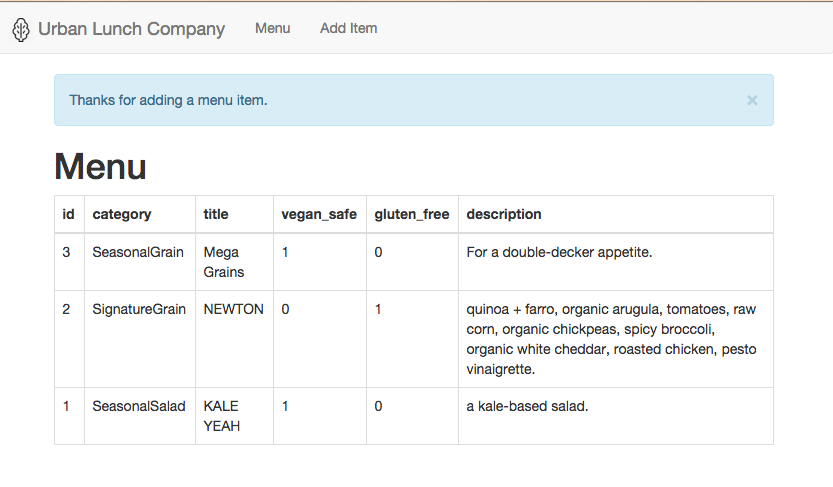 Urban Lunch Company Menu Add Item
Thanks for adding a menu item. ×
Menu
id category title vegan_safe gluten_free description
3 SeasonalGrain Mega 1 0 For a double-decker appetite.
Grains
2 SignatureGrain NEWTON 0 1 quinoa + farro, organic arugula, tomatoes, raw
corn, organic chickpeas, spicy broccoli,
organic white cheddar, roasted chicken, pesto
vinaigrette.
1 SeasonalSalad KALE 1 0 a kale-based salad.
YEAH